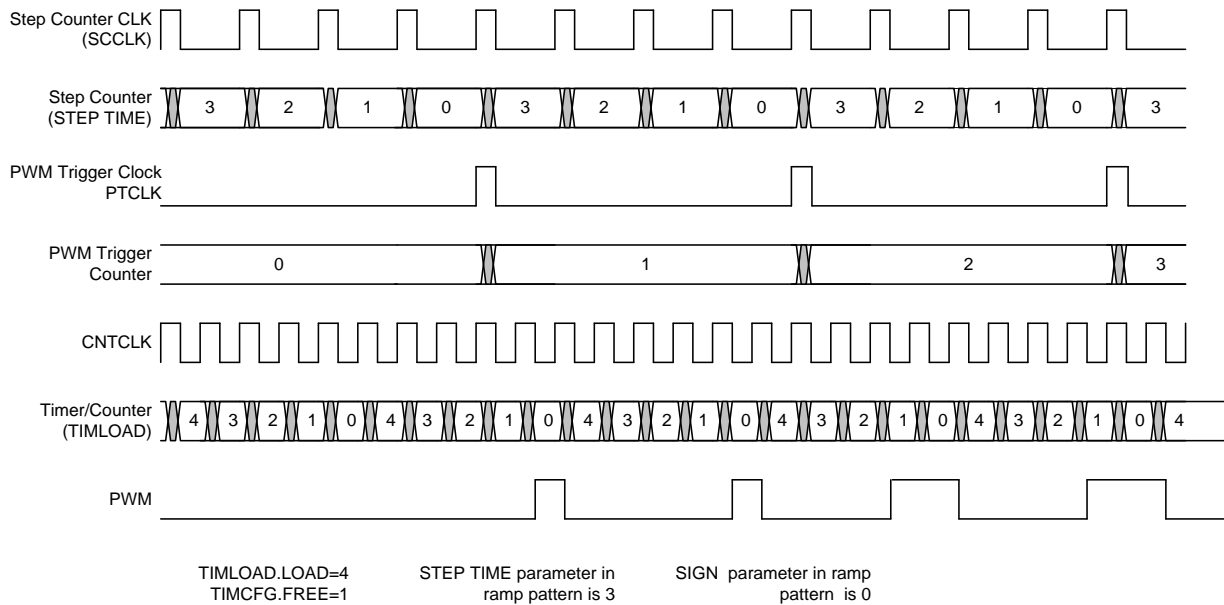 Step Counter CLK
(SCCLK)
Step Counter
(STEP TIME)
3 2 1 0 3 2 1 0 3 2 1 0 3
PWM Trigger Clock
PTCLK
PWM Trigger
Counter
0 1 2 3
CNTCLK
Timer/Counter
(TIMLOAD)
4 3 2 1 0 4 3 2 1 0 4 3 2 1 0 4 3 2 1 0 4 3 2 1 0 4
PWM
TIMLOAD.LOAD=4
TIMCFG.FREE=1
STEP TIME parameter in
ramp pattern is 3
SIGN parameter in ramp
pattern is 0